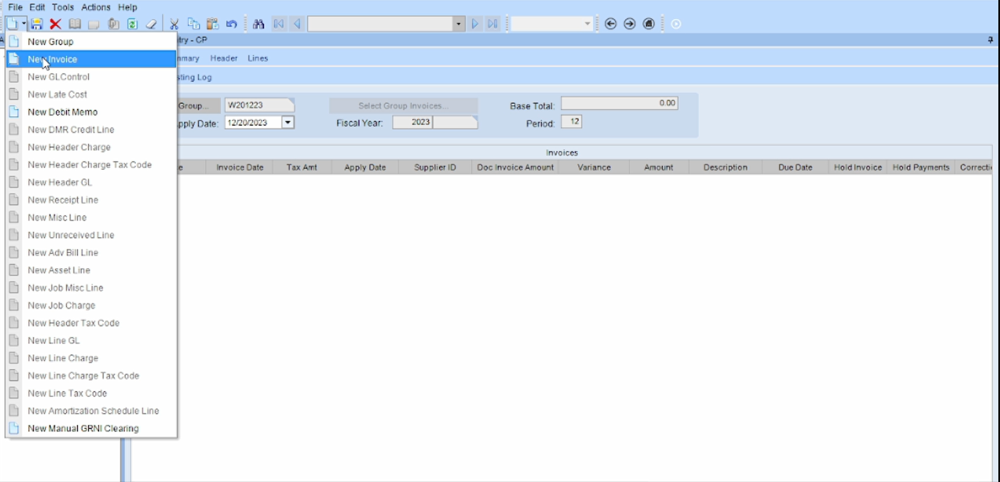 File Edit Tools Actions Help
try - CP
New Group
New Invoice
mmary Header Lines
New GLControl
sting Log
New Late Cost
Group... W201223 Select Group Invoices... Base Total: 0.00
New Debit Memo
pply Date: 12/20/2023 Fiscal Year: 2023 Period: 12
New DMR Credit Line
New Header Charge
Invoices
New Header Charge Tax Code
e Invoice Date Tax Amt Apply Date Supplier ID Doc Invoice Amount Variance Amount Description Due Date Hold Invoice Hold Payments Correcti
New Header GL
New Receipt Line
New Misc Line
New Unreceived Line
New Adv Bill Line
New Asset Line
New Job Misc Line
New Job Charge
New Header Tax Code
New Line GL
New Line Charge
New Line Charge Tax Code
New Line Tax Code
New Amortization Schedule Line
New Manual GRNI Clearing